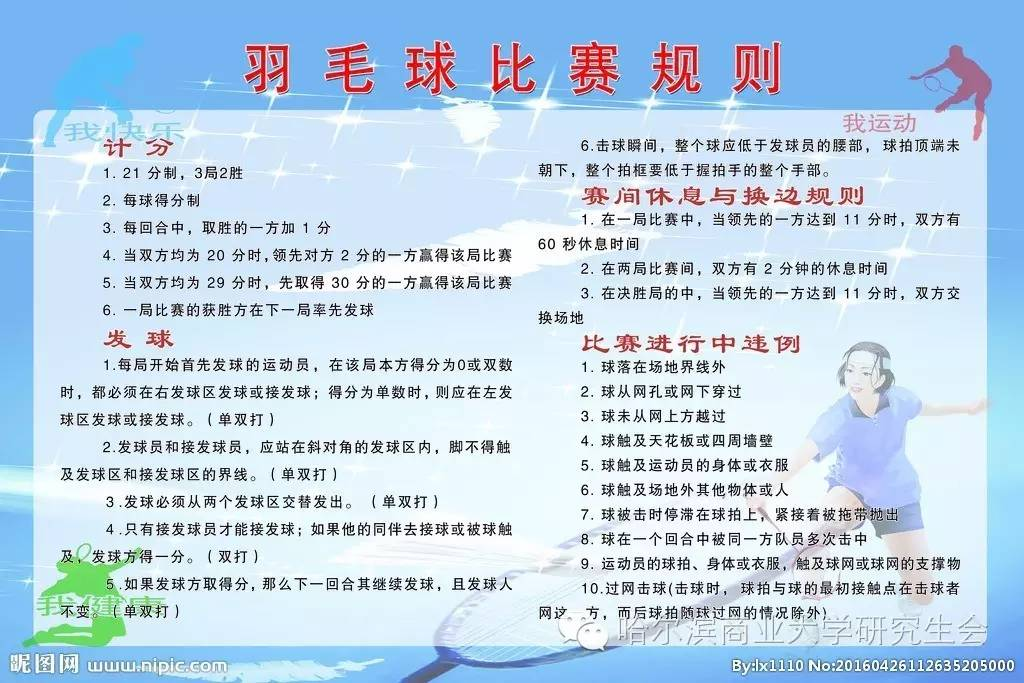 羽毛球比赛规则
我快乐
我运动
计分
1. 21 分制，3局2胜
2. 每球得分制
3. 每回合中，取胜的一方加 1 分
4. 当双方均为 20 分时,领先对方 2 分的一方赢得该局比赛
5. 当双方均为 29 分时，先取得 30 分的一方赢得该局比赛
6. 一局比赛的获胜方在下一局率先发球
发球
1.每局开始首先发球的运动员，在该局本方得分为0或双数
时，都必须在右发球区发球或接发球；得分为单数时，则应在左发
球区发球或接发球。（单双打）
2.发球员和接发球员，应站在斜对角的发球区内，脚不得触
及发球区和接发球区的界线。（单双打）
3.发球必须从两个发球区交替发出。（单双打）
4.只有接发球员才能接发球；如果他的同伴去接球或被球触
及，发球方得一分。（双打）
5.如果发球方取得分，那么下一回合其继续发球，且发球人
不变。（单双打）
我健康
6.击球瞬间，整个球应低于发球员的腰部，球拍顶端未
朝下，整个拍框要低于握拍手的整个手部。
赛间休息与换边规则
1. 在一局比赛中，当领先的一方达到 11 分时，双方有
60 秒休息时间
2. 在两局比赛间，双方有 2 分钟的休息时间
3. 在决胜局的中，当领先的一方达到 11 分时，双方交
换场地
比赛进行中违例
1. 球落在场地界线外
2. 球从网孔或网下穿过
3. 球未从网上方越过
4. 球触及天花板或四周墙壁
5. 球触及运动员的身体或衣服
6. 球触及场地外其他物体或人
7. 球被击时停滞在球拍上，紧接着被拖带抛出
8. 球在一个回合中被同一方队员多次击中
9. 运动员的球拍、身体或衣服，触及球网或球网的支撑物
10.过网击球(击球时，球拍与球的最初接触点在击球者
网这一方，而后球拍随球过网的情况除外)
哈尔滨商业大学研究生会
昵图网 www.nipic.com
By:lx1110 No:20160426112635205000